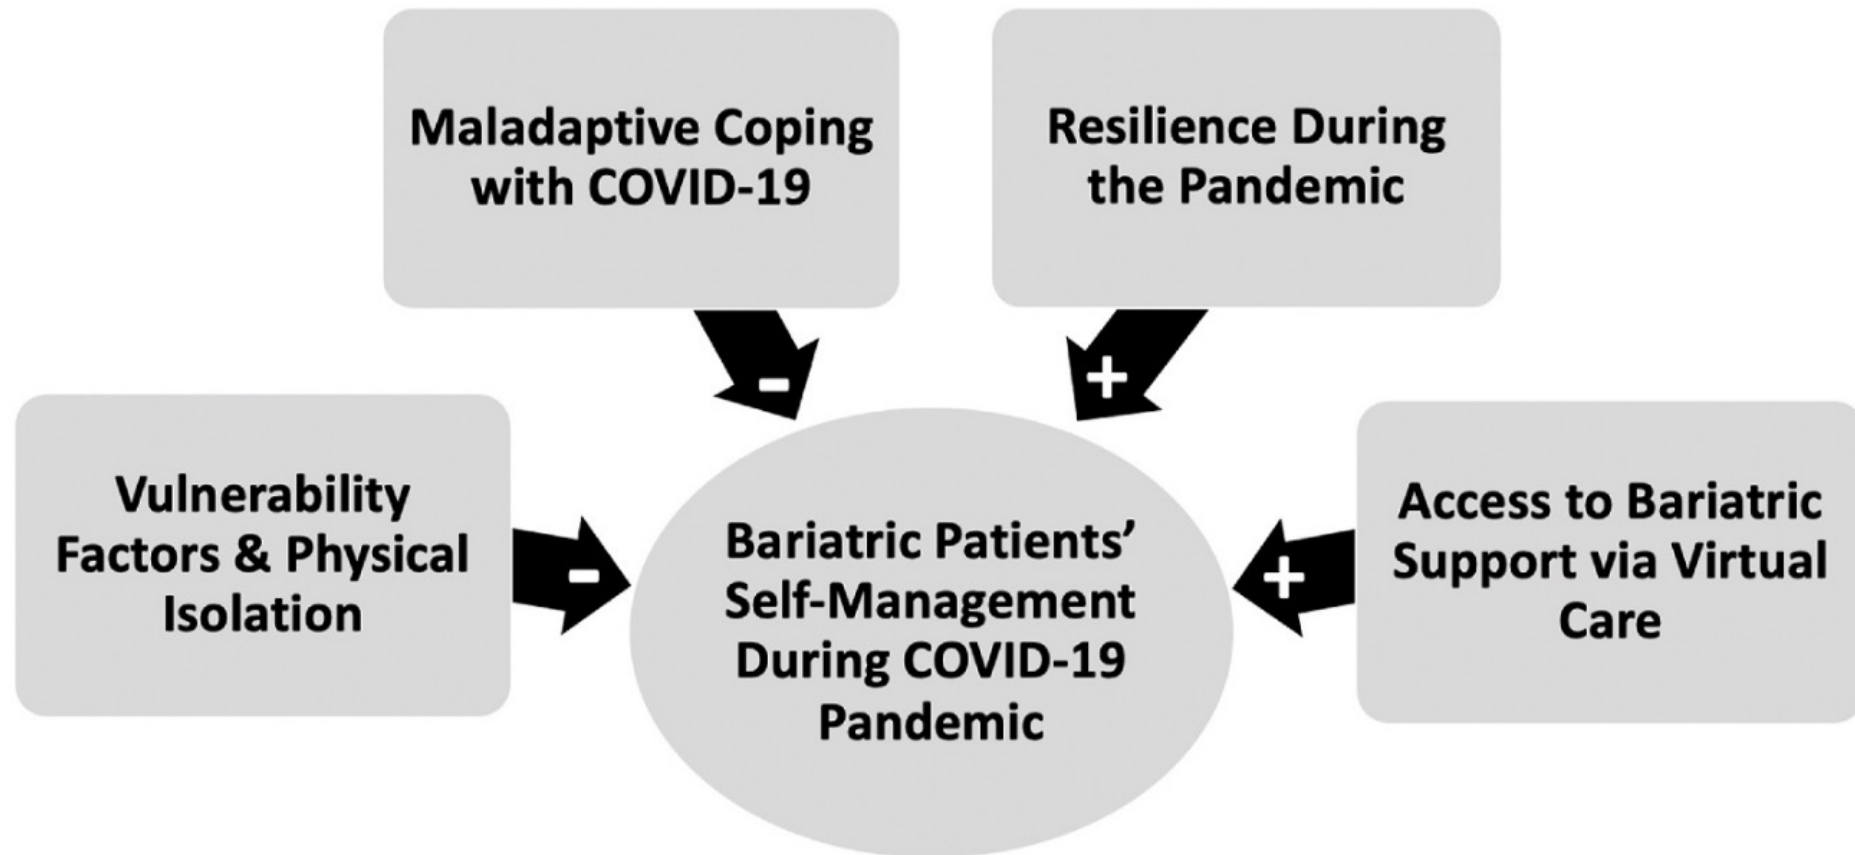 Maladaptive Coping
with COVID-19
Resilience During
the Pandemic
-
+
Vulnerability
Factors & Physical
Isolation
-
Bariatric Patients’
Self-Management
During COVID-19
Pandemic
+
Access to Bariatric
Support via Virtual
Care